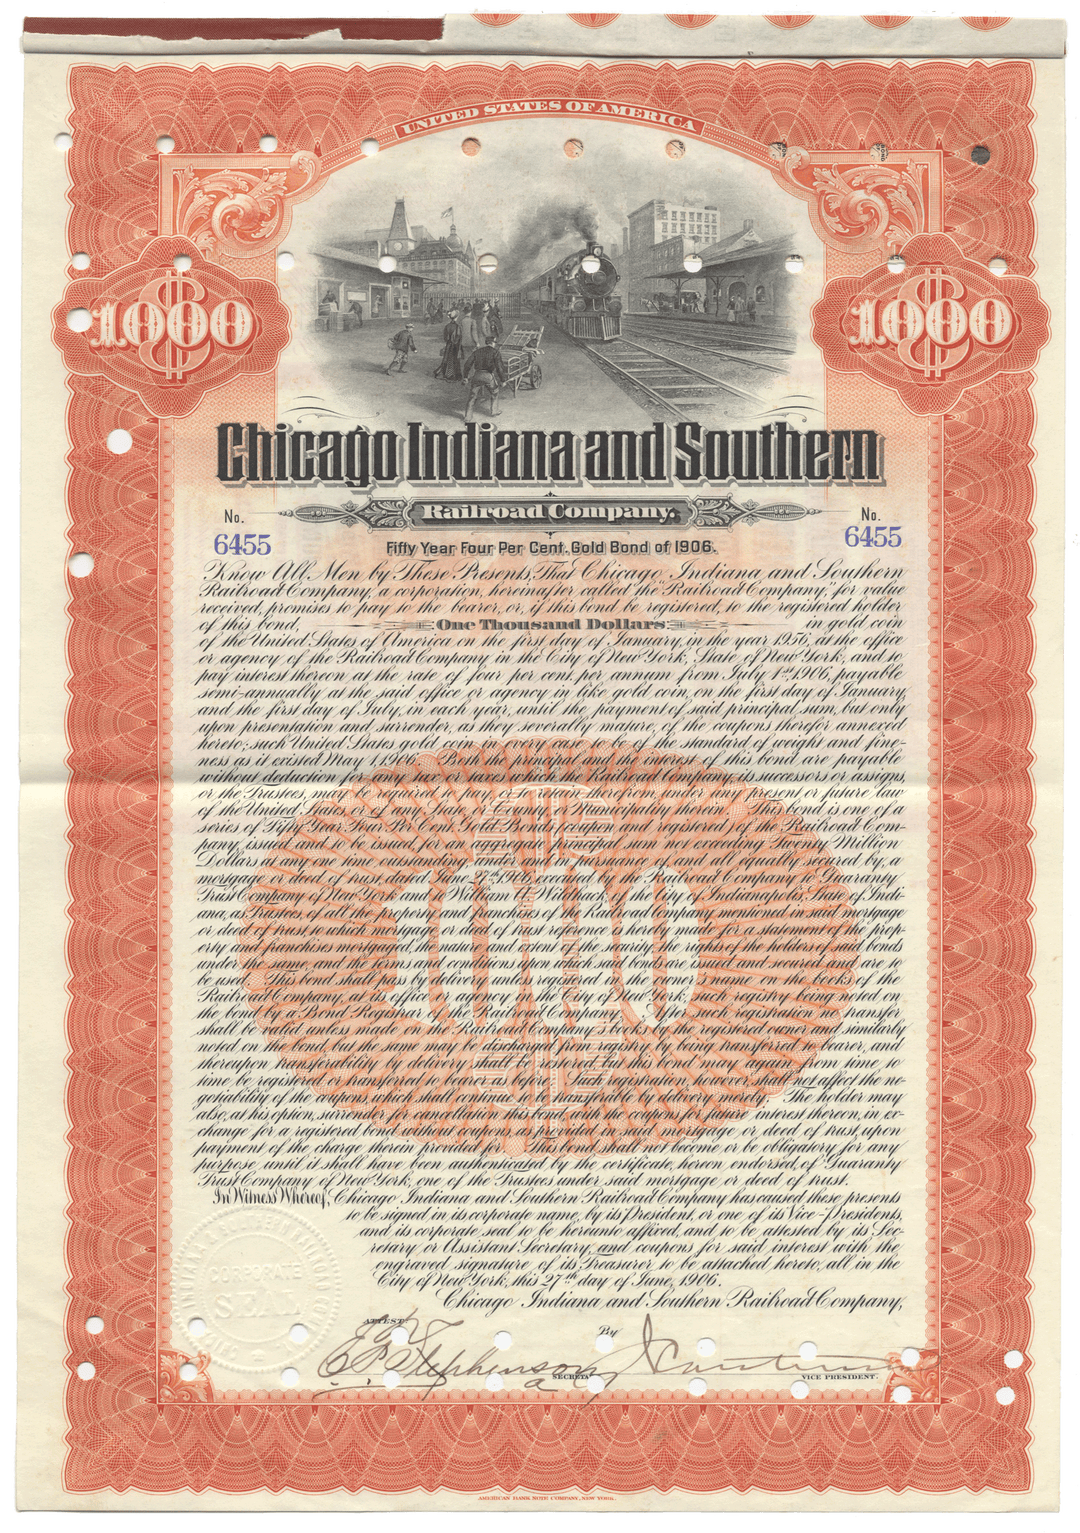 UNITED STATES OF AMERICA
$1000 $1000
Chicago Indiana and Southern
Railroad Company.
No. No.
6455 6455
Fifty Year Four Per Cent. Gold Bond of 1906.
Know All Men by These Presents, That Chicago, Indiana and Southern
Railroad Company, a corporation, hereinafter called the "Railroad Company," for value
received, promises to pay to the bearer, or, if this bond be registered, to the registered holder
of this bond, One Thousand Dollars in gold coin
of the United States of America on the first day of January, in the year 1956, at the office
or agency of the Railroad Company in the City of New York, State of New York, and to
pay interest thereon at the rate of four per cent. per annum from July 1st, 1906, payable
semi-annually at the said office or agency in like gold coin, on the first day of January,
and the first day of July, in each year, until the payment of said principal sum, but only
upon presentation and surrender, as they severally mature, of the coupons therefor annexed
hereto; such United States gold coin in every case to be of the standard of weight and fine-
ness as it existed May 1, 1906. Both the principal and the interest of this bond are payable
without deduction for any tax or taxes which the Railroad Company, its successors or assigns,
or the Trustees, may be required to pay, or to retain therefrom, under any present or future law
of the United States, or of any State, or County, or Municipality therein. This bond is one of a
series of Fifty Year Four Per Cent. Gold Bonds (coupon and registered) of the Railroad Com-
pany, issued and to be issued, for an aggregate principal sum not exceeding Twenty Million
Dollars at any one time outstanding, under and in pursuance of, and all equally secured by, a
mortgage or deed of trust, dated June 27th, 1906, executed by the Railroad Company to Guaranty
Trust Company of New York and to William A. Wildhack, of the City of Indianapolis, State of Indi-
ana, as Trustees, of all the property and franchises of the Railroad Company mentioned in said mortgage
or deed of trust, to which mortgage or deed of trust reference is hereby made for a statement of the prop-
erty and franchises mortgaged, the nature and extent of the security, the rights of the holders of said bonds
under the same, and the terms and conditions upon which said bonds are issued and secured and are to
be used. This bond shall pass by delivery, unless registered in the owner's name on the books of the
Railroad Company, at its office or agency in the City of New York, such registry being noted on
the bond by a Bond Registrar of the Railroad Company. After such registration no transfer
shall be valid unless made on the Railroad Company's books by the registered owner and similarly
noted on the bond, but the same may be discharged from registry by being transferred to bearer, and
thereupon transferability by delivery shall be restored, but this bond may again, from time to
time be registered or transferred to bearer as before. Such registration, however, shall not affect the ne-
gotiability of the coupons, which shall continue to be transferable by delivery merely. The holder may
also, at his option, surrender for cancellation this bond, with the coupons for future interest thereon, in ex-
change for a registered bond without coupons, as provided in said mortgage or deed of trust, upon
payment of the charge therein provided for. This bond shall not become or be obligatory for any
purpose until it shall have been authenticated by the certificate, hereon endorsed, of Guaranty
Trust Company of New York, one of the Trustees under said mortgage or deed of trust.
In Witness Whereof, Chicago Indiana and Southern Railroad Company has caused these presents
to be signed in its corporate name, by its President, or one of its Vice-Presidents,
and its corporate seal to be hereunto affixed, and to be attested by its Sec-
retary or Assistant Secretary, and coupons for said interest with the
engraved signature of its Treasurer to be attached hereto, all in the
City of New York, this 27th day of June, 1906.
Chicago Indiana and Southern Railroad Company,
ATTEST: By
E F Stephenson
SECRETA VICE PRESIDENT.
CORPORATE
SEAL
AMERICAN BANK NOTE COMPANY, NEW YORK.